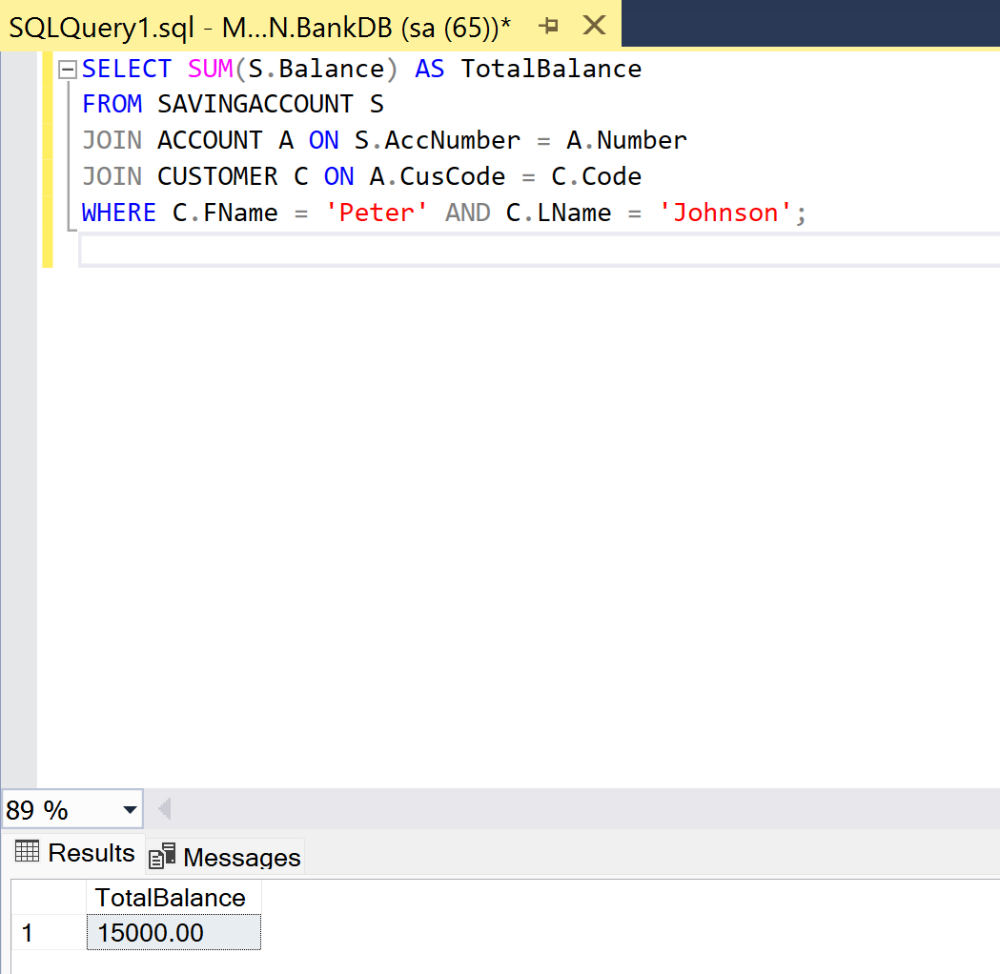 SQLQuery1.sql - M...N.BankDB (sa (65))*
SELECT SUM(S.Balance) AS TotalBalance
FROM SAVINGACCOUNT S
JOIN ACCOUNT A ON S.AccNumber = A.Number
JOIN CUSTOMER C ON A.CusCode = C.Code
WHERE C.FName = 'Peter' AND C.LName = 'Johnson';
89 %
Results Messages
TotalBalance
1 15000.00